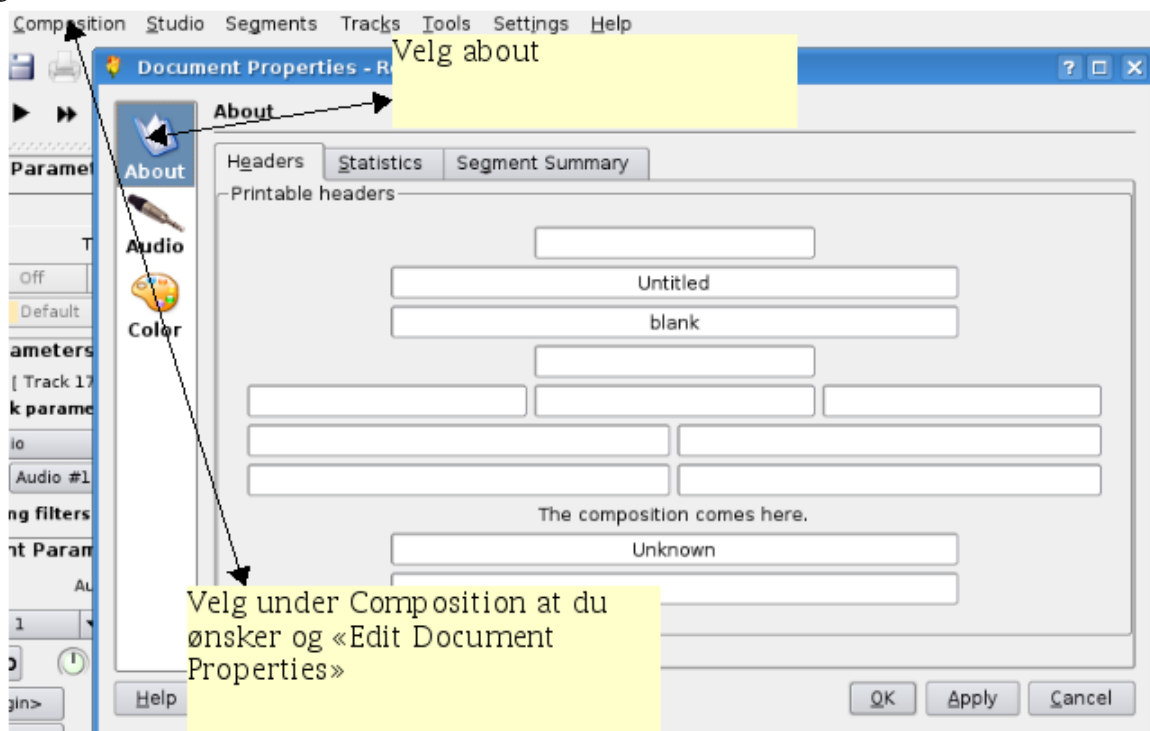 Composition Studio Segments Tracks Tools Settings Help
Velg about
Document Properties - R
About
About
Audio
Color
Headers Statistics Segment Summary
Printable headers
Untitled
blank
The composition comes here.
Unknown
Paramet
T
Off
Default
ameters
[ Track 17
k parame
io
Audio #1
ng filters
nt Param
Au
1
gin>
Velg under Composition at du
ønsker og «Edit Document
Properties»
Help OK Apply Cancel